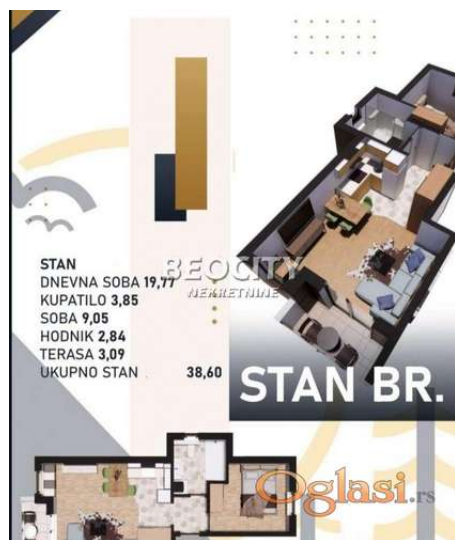 STAN
DNEVNA SOBA 19,77
KUPATILO 3,85
SOBA 9,05
HODNIK 2,84
TERASA 3,09
UKUPNO STAN 38,60
BEOCITY
NEKRETNINE
STAN BR.
Oglasi.rs